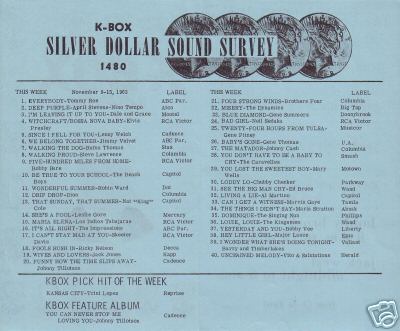 K-BOX
SILVER DOLLAR SOUND SURVEY
1480
THIS WEEK November 9-15, 1963 LABEL
1. EVERYBODY-Tommy Roe ABC Par.
2. DEEP PURPLE-April Stevens-Nino Tempo Atco
3. I'M LEAVING IT UP TO YOU-Dale and Grace Montel
4. WITCHCRAFT/BOSSA NOVA BABY-Elvis RCA Victor
Presley
5. SINCE I FELL FOR YOU-Lenny Welch Cadence
6. WE BELONG TOGETHER-Jimmy Velvet ABC Par.
7. WALKING THE DOG-Rufus Thomas Stax
8. WALKING PROUD-Steve Lawrence Columbia
9. FIVE-HUNDRED MILES FROM HOME- RCA Victor
Bobby Bare
10. BE TRUE TO YOUR SCHOOL-The Beach Capitol
Boys
11. WONDERFUL SUMMER-Robin Ward Dot
12. DRIP DROP-Dion Columbia
13. THAT SUNDAY, THAT SUMMER-Nat "King" Capitol
Cole
14. SHE'S A FOOL-Leslie Gore Mercury
15. MARIA ELENA-Los Indios Tabajaras RCA Victor
16. IT'S ALL RIGHT-The Impressions ABC Par.
17. I CAN'T STAY MAD AT YOU-Skeeter RCA Victor
Davis
18. FOOLS RUSH IN-Ricky Nelson Decca
19. WIVES AND LOVERS-Jack Jones Kapp
20. FUNNY HOW THE TIME SLIPS AWAY- Cadence
Johnny Tillotson
THIS WEEK LABEL
21. FOUR STRONG WINDS-Brothers Four Columbia
22. MISERY-The Dynamics Big Top
23. BLUE DIAMOND-Gene Summers
24. BAD GIRL-Neil Sedaka RCA Victor
25. TWENTY-FOUR HOURS FROM TULSA- Musicor
Gene Pitney
26. BABY'S GONE-Gene Thomas U.A.
27. THE MATADOR-Johnny Cash Columbia
28. YOU DON'T HAVE TO BE A BABY TO Smash
CRY-The Caravelles
29. YOU LOST THE SWEETEST BOY-Mary Motown
Wells
30. LODDY LO-Chubby Checker Parkway
31. SEE THE BIG MAN CRY-Ed Bruce Wand
32. LIVING A LIE-Al Martino Capitol
33. CAN I GET A WITNESS-Marvin Gaye Tamla
34. THE THINGS I DIDN'T SAY-Maria Stratton
35. DOMINIQUE-The Singing Nun Phillips
36. LOUIE, LOUIE-The Kingsmen Wand
37. YESTERDAY AND YOU-Bobby Vee Liberty
38. HEY LITTLE GIRL-Major Lance Epic
39. I WONDER WHAT SHE'S DOING TONIGHT- Valiant
Barry and Timberlakes
40. UNCHAINED MELODY-Vito & Salutations Herald
KBOX PICK HIT OF THE WEEK
KANSAS CITY-Trini Lopez Reprise
KBOX FEATURE ALBUM
YOU CAN NEVER STOP ME Cadence
LOVING YOU-Johnny Tillotson